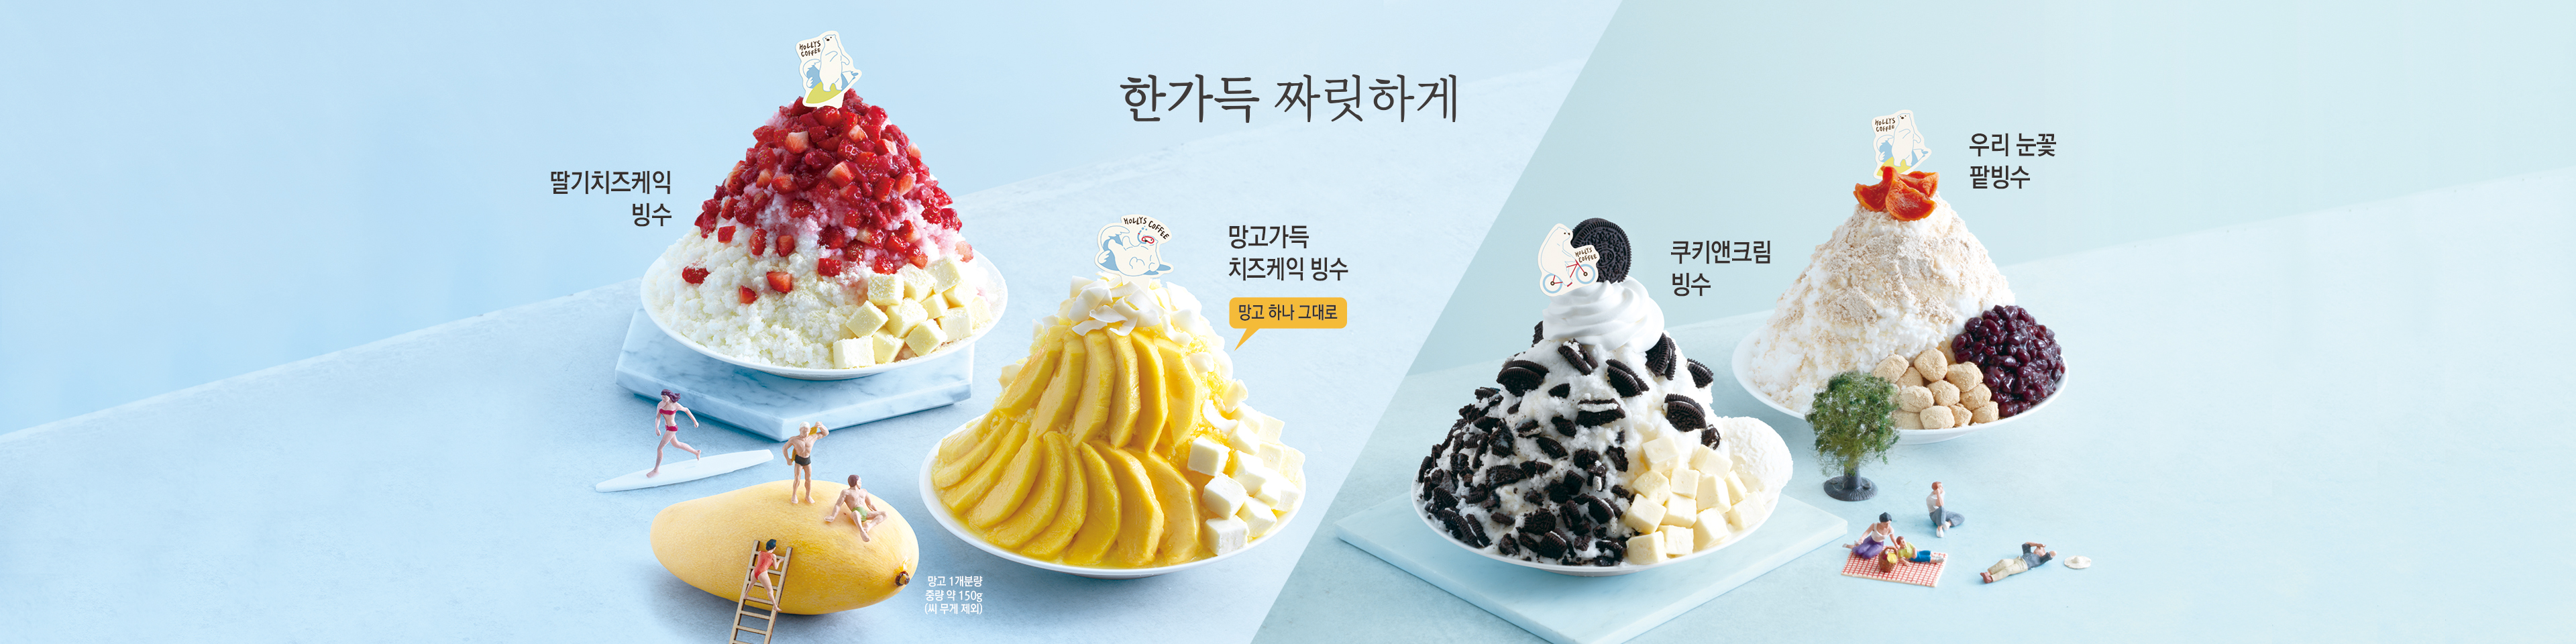 한가득 짜릿하게
HOLLYS
COFFEE
딸기치즈케익
빙수
HOLLYS COFFEE
망고가득
치즈케익 빙수
망고 하나 그대로
망고 1개분량
중량 약 150g
(씨 무게 제외)
HOLLYS
COFFEE
쿠키앤크림
빙수
HOLLYS
COFFEE
우리 눈꽃
팥빙수